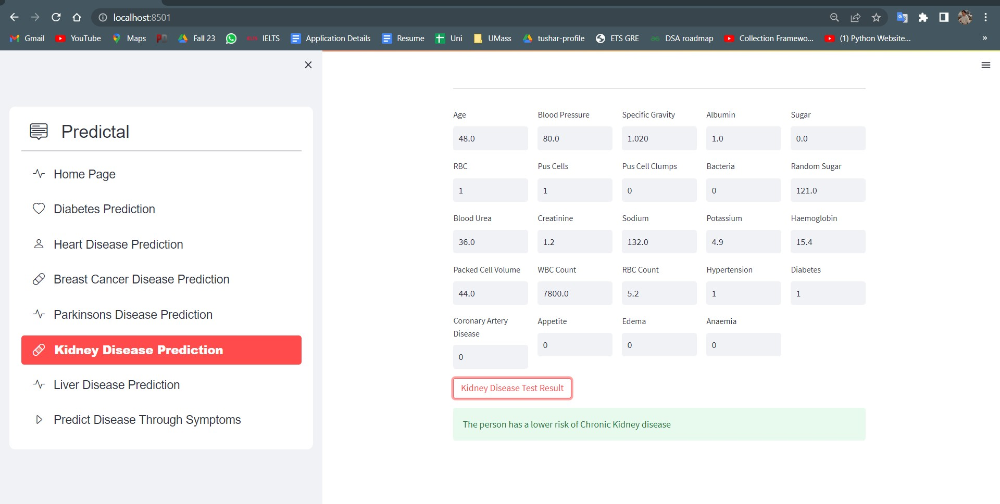 localhost:8501
Gmail YouTube Maps Fall 23 IELTS Application Details Resume Uni UMass tushar-profile ETS GRE DSA roadmap Collection Framewo... (1) Python Website... »
Predictal
Home Page
Diabetes Prediction
Heart Disease Prediction
Breast Cancer Disease Prediction
Parkinsons Disease Prediction
Kidney Disease Prediction
Liver Disease Prediction
Predict Disease Through Symptoms
Age Blood Pressure Specific Gravity Albumin Sugar
48.0 80.0 1.020 1.0 0.0
RBC Pus Cells Pus Cell Clumps Bacteria Random Sugar
1 1 0 0 121.0
Blood Urea Creatinine Sodium Potassium Haemoglobin
36.0 1.2 132.0 4.9 15.4
Packed Cell Volume WBC Count RBC Count Hypertension Diabetes
44.0 7800.0 5.2 1 1
Coronary Artery Disease Appetite Edema Anaemia
0 0 0 0
Kidney Disease Test Result
The person has a lower risk of Chronic Kidney disease